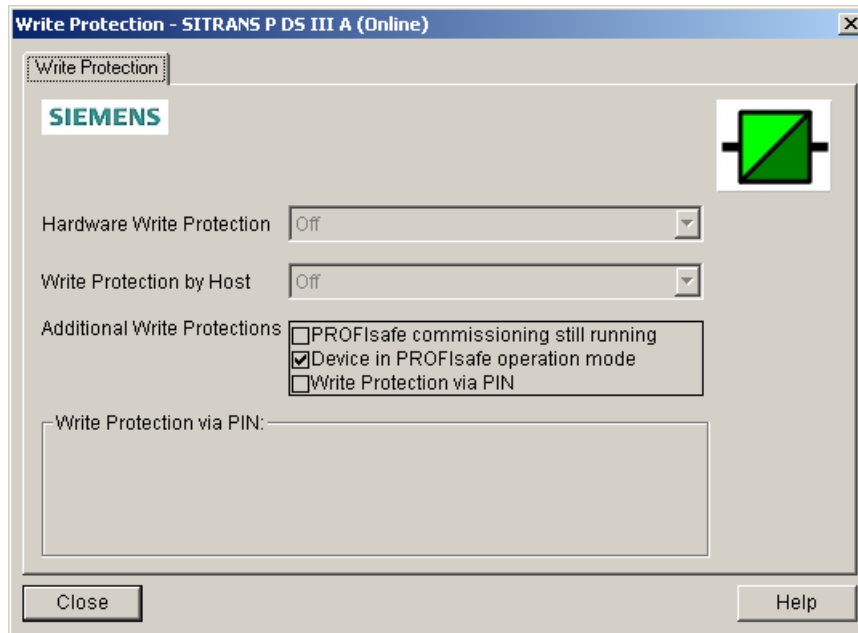 Write Protection - SITRANS P DS III A (Online)
Write Protection
SIEMENS
Hardware Write Protection Off
Write Protection by Host Off
Additional Write Protections
PROFIsafe commissioning still running
Device in PROFIsafe operation mode
Write Protection via PIN
Write Protection via PIN:
Close Help